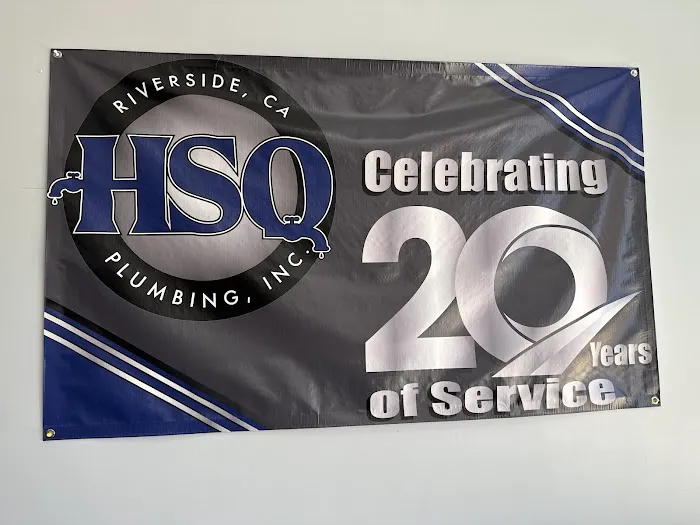 RIVERSIDE, CA
HSQ
PLUMBING, INC.
Celebrating
20
Years
of Service